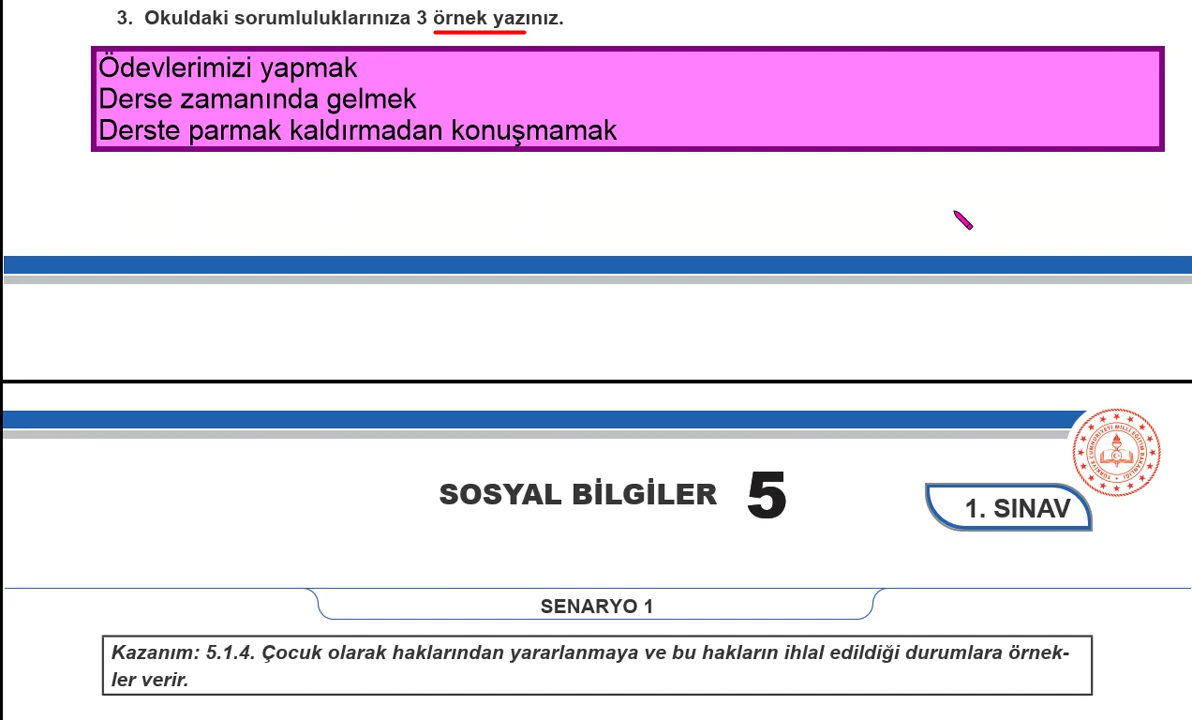 3. Okuldaki sorumluluklarınıza 3 örnek yazınız.
Ödevlerimizi yapmak
Derse zamanında gelmek
Derste parmak kaldırmadan konuşmamak
SOSYAL BİLGİLER 5
1. SINAV
SENARYO 1
Kazanım: 5.1.4. Çocuk olarak haklarından yararlanmaya ve bu hakların ihlal edildiği durumlara örnek-
ler verir.